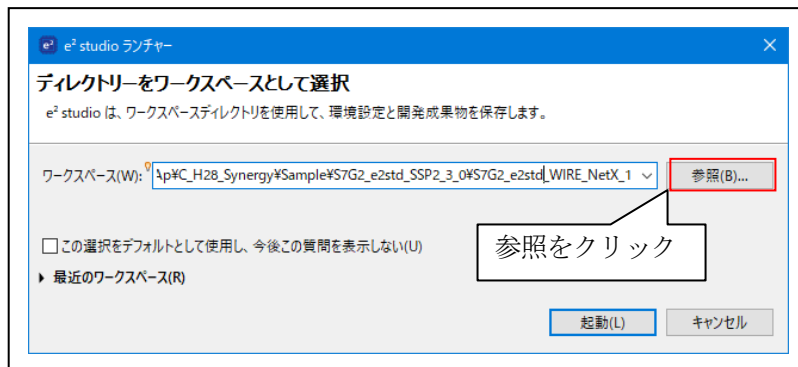 e² e² studio ランチャー
ディレクトリーをワークスペースとして選択
e² studio は、ワークスペースディレクトリを使用して、環境設定と開発成果物を保存します。
ワークスペース(W): Ap¥C_H28_Synergy¥Sample¥S7G2_e2std_SSP2_3_0¥S7G2_e2std_WIRE_NetX_1 参照(B)...
参照をクリック
この選択をデフォルトとして使用し、今後この質問を表示しない(U)
最近のワークスペース(R)
起動(L) キャンセル